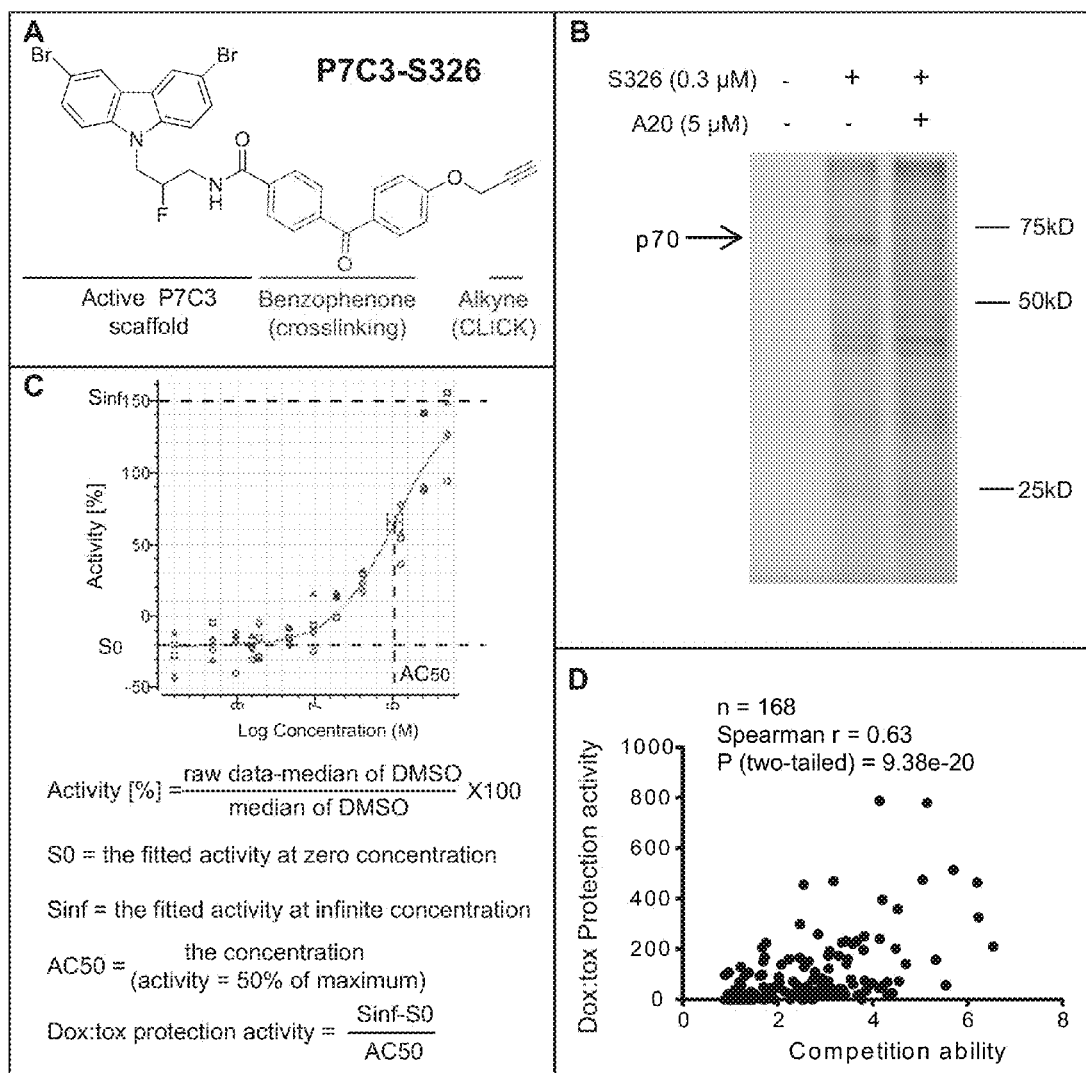 A
P7C3-S326
Br
Br
N
F
N
H
O
O
O
Active P7C3 scaffold
Benzophenone (crosslinking)
Alkyne (CLICK)
B
S326 (0.3 µM) - + +
A20 (5 µM) - - +
p70
75kD
50kD
25kD
C
Sinf
150
100
50
0
S0
-50
Activity [%]
AC50
-8 -7 -6
Log Concentration (M)
Activity [%] = raw data-median of DMSO
median of DMSO
X100
S0 = the fitted activity at zero concentration
Sinf = the fitted activity at infinite concentration
AC50 = the concentration
(activity = 50% of maximum)
Dox:tox protection activity = Sinf-S0
AC50
D
n = 168
Spearman r = 0.63
P (two-tailed) = 9.38e-20
Dox:tox Protection activity
1000
800
600
400
200
0
0 2 4 6 8
Competition ability